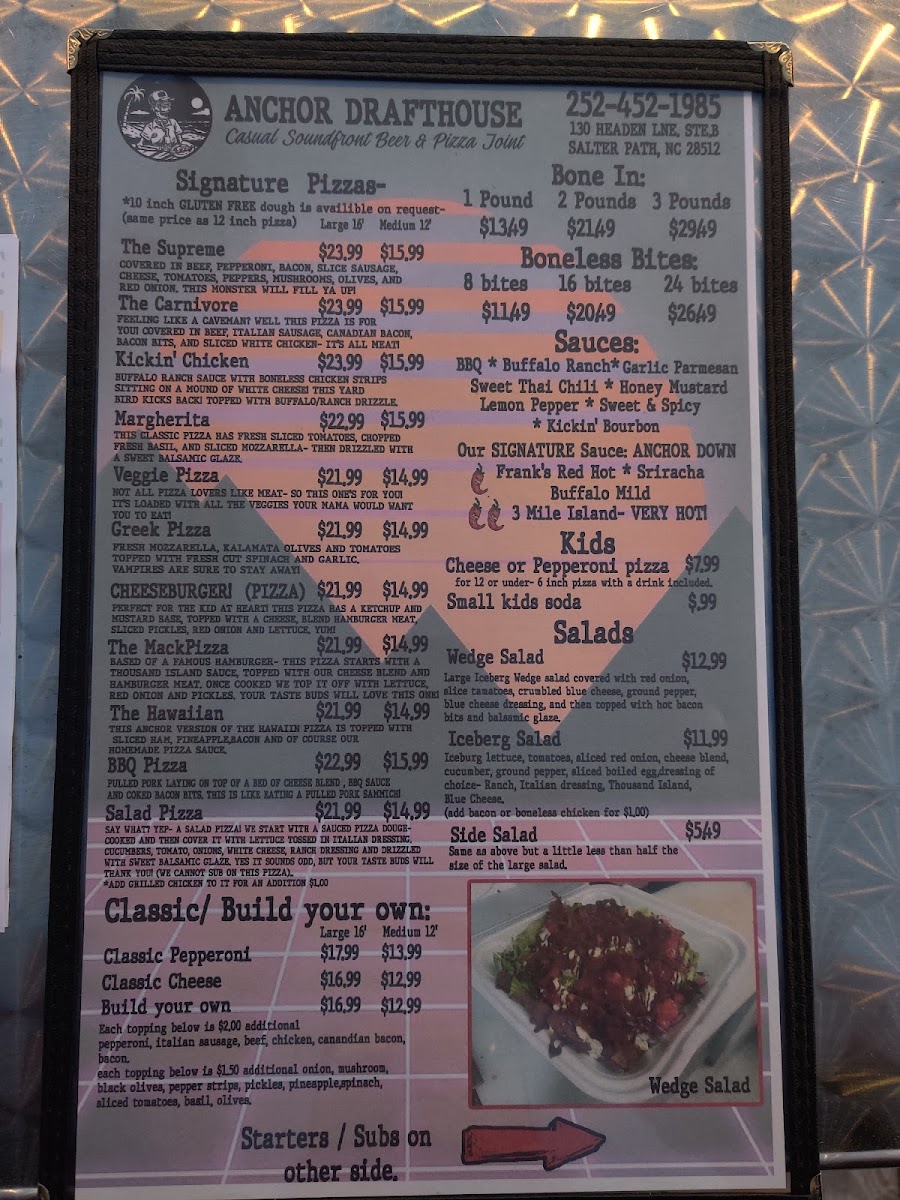 ANCHOR DRAFTHOUSE
Casual Soundfront Beer & Pizza Joint
252-452-1985
130 HEADEN LNE, STE,B
SALTER PATH, NC 28512
Signature Pizzas-
*10 inch GLUTEN FREE dough is availible on request-
(same price as 12 inch pizza) Large 16' Medium 12'
The Supreme $23,99 $15,99
COVERED IN BEEF, PEPPERONI, BACON, SLICE SAUSAGE,
CHEESE, TOMATOES, PEPPERS, MUSHROOMS, OLIVES, AND
RED ONION. THIS MONSTER WILL FILL YA UP!
The Carnivore $23,99 $15,99
FEELING LIKE A CAVEMAN? WELL THIS PIZZA IS FOR
YOU! COVERED IN BEEF, ITALIAN SAUSAGE, CANADIAN BACON,
BACON BITS, AND SLICED WHITE CHICKEN- IT'S ALL MEAT!
Kickin' Chicken $23,99 $15,99
BUFFALO RANCH SAUCE WITH BONELESS CHICKEN STRIPS
SITTING ON A MOUND OF WHITE CHEESE! THIS YARD
BIRD KICKS BACK! TOPPED WITH BUFFALO/RANCH DRIZZLE.
Margherita $22,99 $15,99
THIS CLASSIC PIZZA HAS FRESH SLICED TOMATOES, CHOPPED
FRESH BASIL, AND SLICED MOZZARELLA- THEN DRIZZLED WITH
A SWEET BALSAMIC GLAZE.
Veggie Pizza $21,99 $14,99
NOT ALL PIZZA LOVERS LIKE MEAT- SO THIS ONE'S FOR YOU!
IT'S LOADED WITH ALL THE VEGGIES YOUR MAMA WOULD WANT
YOU TO EAT!
Greek Pizza $21,99 $14,99
FRESH MOZZARELLA, KALAMATA OLIVES AND TOMATOES
TOPPED WITH FRESH CUT SPINACH AND GARLIC.
VAMPIRES ARE SURE TO STAY AWAY!
CHEESEBURGER! (PIZZA) $21,99 $14,99
PERFECT FOR THE KID AT HEART! THIS PIZZA HAS A KETCHUP AND
MUSTARD BASE, TOPPED WITH A CHEESE, BLEND HAMBURGER MEAT,
SLICED PICKLES, RED ONION AND LETTUCE, YUM!
The MackPizza $21,99 $14,99
BASED OF A FAMOUS HAMBURGER- THIS PIZZA STARTS WITH A
THOUSAND ISLAND SAUCE, TOPPED WITH OUR CHEESE BLEND AND
HAMBURGER MEAT, ONCE COOKED WE TOP IT OFF WITH LETTUCE,
RED ONION AND PICKLES, YOUR TASTE BUDS WILL LOVE THIS ONE!
The Hawaiian $21,99 $14,99
THIS ANCHOR VERSION OF THE HAWAIIN PIZZA IS TOPPED WITH
SLICED HAM, PINEAPPLE,BACON AND OF COURSE OUR
HOMEMADE PIZZA SAUCE.
BBQ Pizza $22,99 $15,99
PULLED PORK LAYING ON TOP OF A BED OF CHEESE BLEND , BBQ SAUCE
AND COKED BACON BITS. THIS IS LIKE EATING A PULLED PORK SAMMICH!
Salad Pizza $21,99 $14,99
SAY WHAT? YEP- A SALAD PIZZA! WE START WITH A SAUCED PIZZA DOUGE-
COOKED AND THEN COVER IT WITH LETTUCE TOSSED IN ITALIAN DRESSING,
CUCUMBERS, TOMATO, ONIONS, WHITE CHEESE, RANCH DRESSING AND DRIZZLED
WITH SWEET BALSAMIC GLAZE. YES IT SOUNDS ODD, BUT YOUR TASTE BUDS WILL
THANK YOU! (WE CANNOT SUB ON THIS PIZZA).
*ADD GRILLED CHICKEN TO IT FOR AN ADDITION $1,00
Classic/ Build your own:
Large 16' Medium 12'
Classic Pepperoni $17,99 $13,99
Classic Cheese $16,99 $12,99
Build your own $16,99 $12,99
Each topping below is $2,00 additional
pepperoni, italian sausage, beef, chicken, canandian bacon,
bacon.
each topping below is $1,50 additional onion, mushroom,
black olives, pepper strips, pickles, pineapple,spinach,
sliced tomatoes, basil, olives.
Starters / Subs on
other side.
Bone In:
1 Pound 2 Pounds 3 Pounds
$13,49 $21,49 $29,49
Boneless Bites:
8 bites 16 bites 24 bites
$11,49 $20,49 $26,49
Sauces:
BBQ * Buffalo Ranch* Garlic Parmesan
Sweet Thai Chili * Honey Mustard
Lemon Pepper * Sweet & Spicy
* Kickin' Bourbon
Our SIGNATURE Sauce: ANCHOR DOWN
Frank's Red Hot * Sriracha
Buffalo Mild
3 Mile Island- VERY HOT!
Kids
Cheese or Pepperoni pizza $7,99
for 12 or under- 6 inch pizza with a drink included.
Small kids soda $,99
Salads
Wedge Salad $12,99
Large Iceberg Wedge salad covered with red onion,
slice tamatoes, crumbled blue cheese, ground pepper,
blue cheese dressing, and then topped with hot bacon
bits and balsamic glaze.
Iceberg Salad $11,99
Iceburg lettuce, tomatoes, sliced red onion, cheese blend,
cucumber, ground pepper, sliced boiled egg,dressing of
choice- Ranch, Italian dressing, Thousand Island,
Blue Cheese.
(add bacon or boneless chicken for $1,00)
Side Salad $5,49
Same as above but a little less than half the
size of the large salad.
Wedge Salad